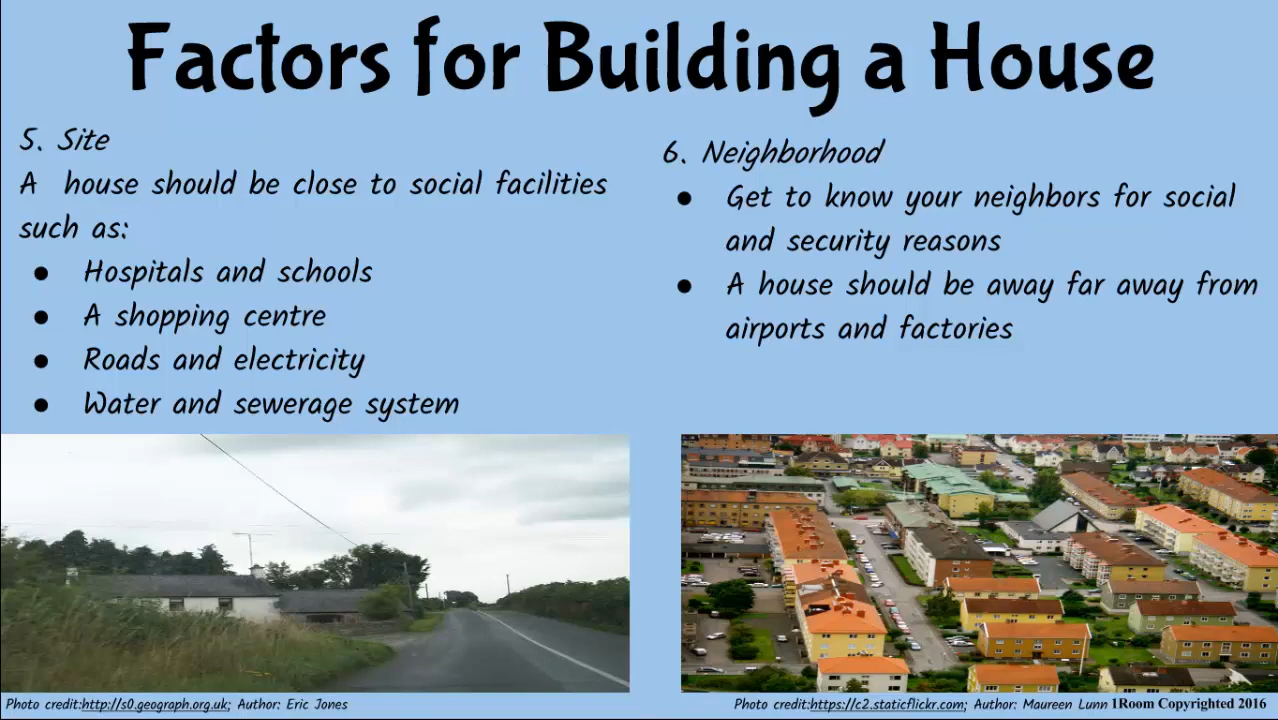 Factors for Building a House
5. Site
A house should be close to social facilities
such as:
● Hospitals and schools
● A shopping centre
● Roads and electricity
● Water and sewerage system
6. Neighborhood
● Get to know your neighbors for social
and security reasons
● A house should be away far away from
airports and factories
Photo credit:http://s0.geograph.org.uk; Author: Eric Jones
Photo credit:https://c2.staticflickr.com; Author: Maureen Lunn 1Room Copyrighted 2016